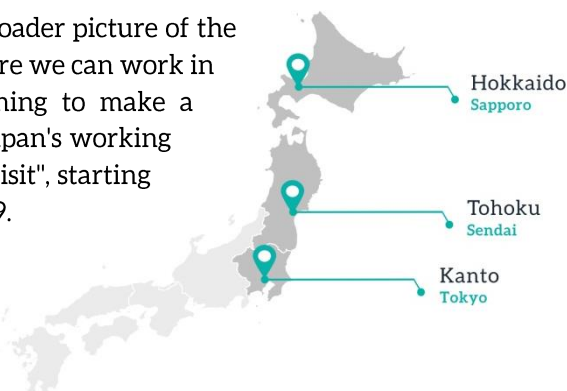 oader picture of the
re we can work in
ning to make a
pan's working
isit", starting
9.
Hokkaido
Sapporo
Tohoku
Sendai
Kanto
Tokyo